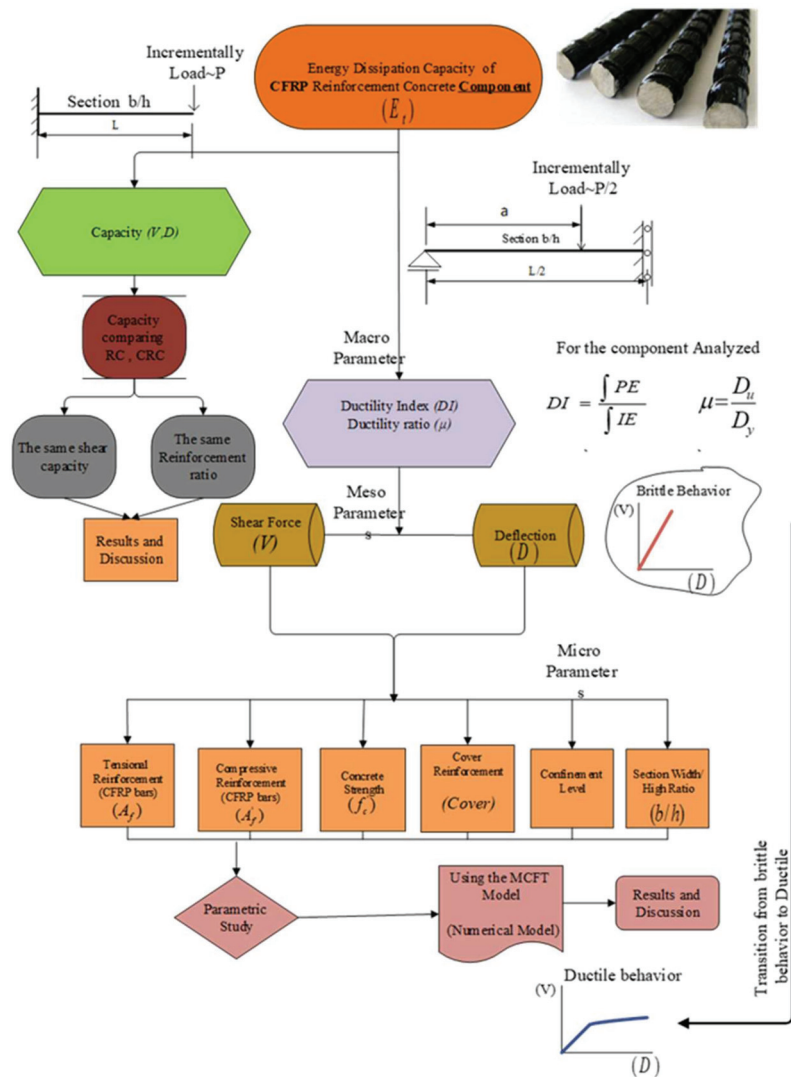 Incrementally
Load~P
Section b/h
L
Energy Dissipation Capacity of
CFRP Reinforcement Concrete Component
(E_t)
Incrementally
Load~P/2
a
Section b/h
L/2
Capacity (V,D)
Capacity
comparing
RC , CRC
The same shear
capacity
The same
Reinforcement
ratio
Results and
Discussion
Macro
Parameter
Ductility Index (DI)
Ductility ratio (μ)
For the component Analyzed
DI = ∫ PE / ∫ IE
μ = D_u / D_y
Meso
Parameter
s
Shear Force
(V)
Deflection
(D)
Brittle Behavior
(V)
(D)
Micro
Parameter
s
Tensional
Reinforcement
(CFRP bars)
(A_f)
Compressive
Reinforcement
(CFRP bars)
(A'_f)
Concrete
Strength
(f_c)
Cover
Reinforcement
(Cover)
Confinement
Level
Section Width/
High Ratio
(b/h)
Parametric
Study
Using the MCFT
Model
(Numerical Model)
Results and
Discussion
Transition from brittle
behavior to Ductile
Ductile behavior
(V)
(D)